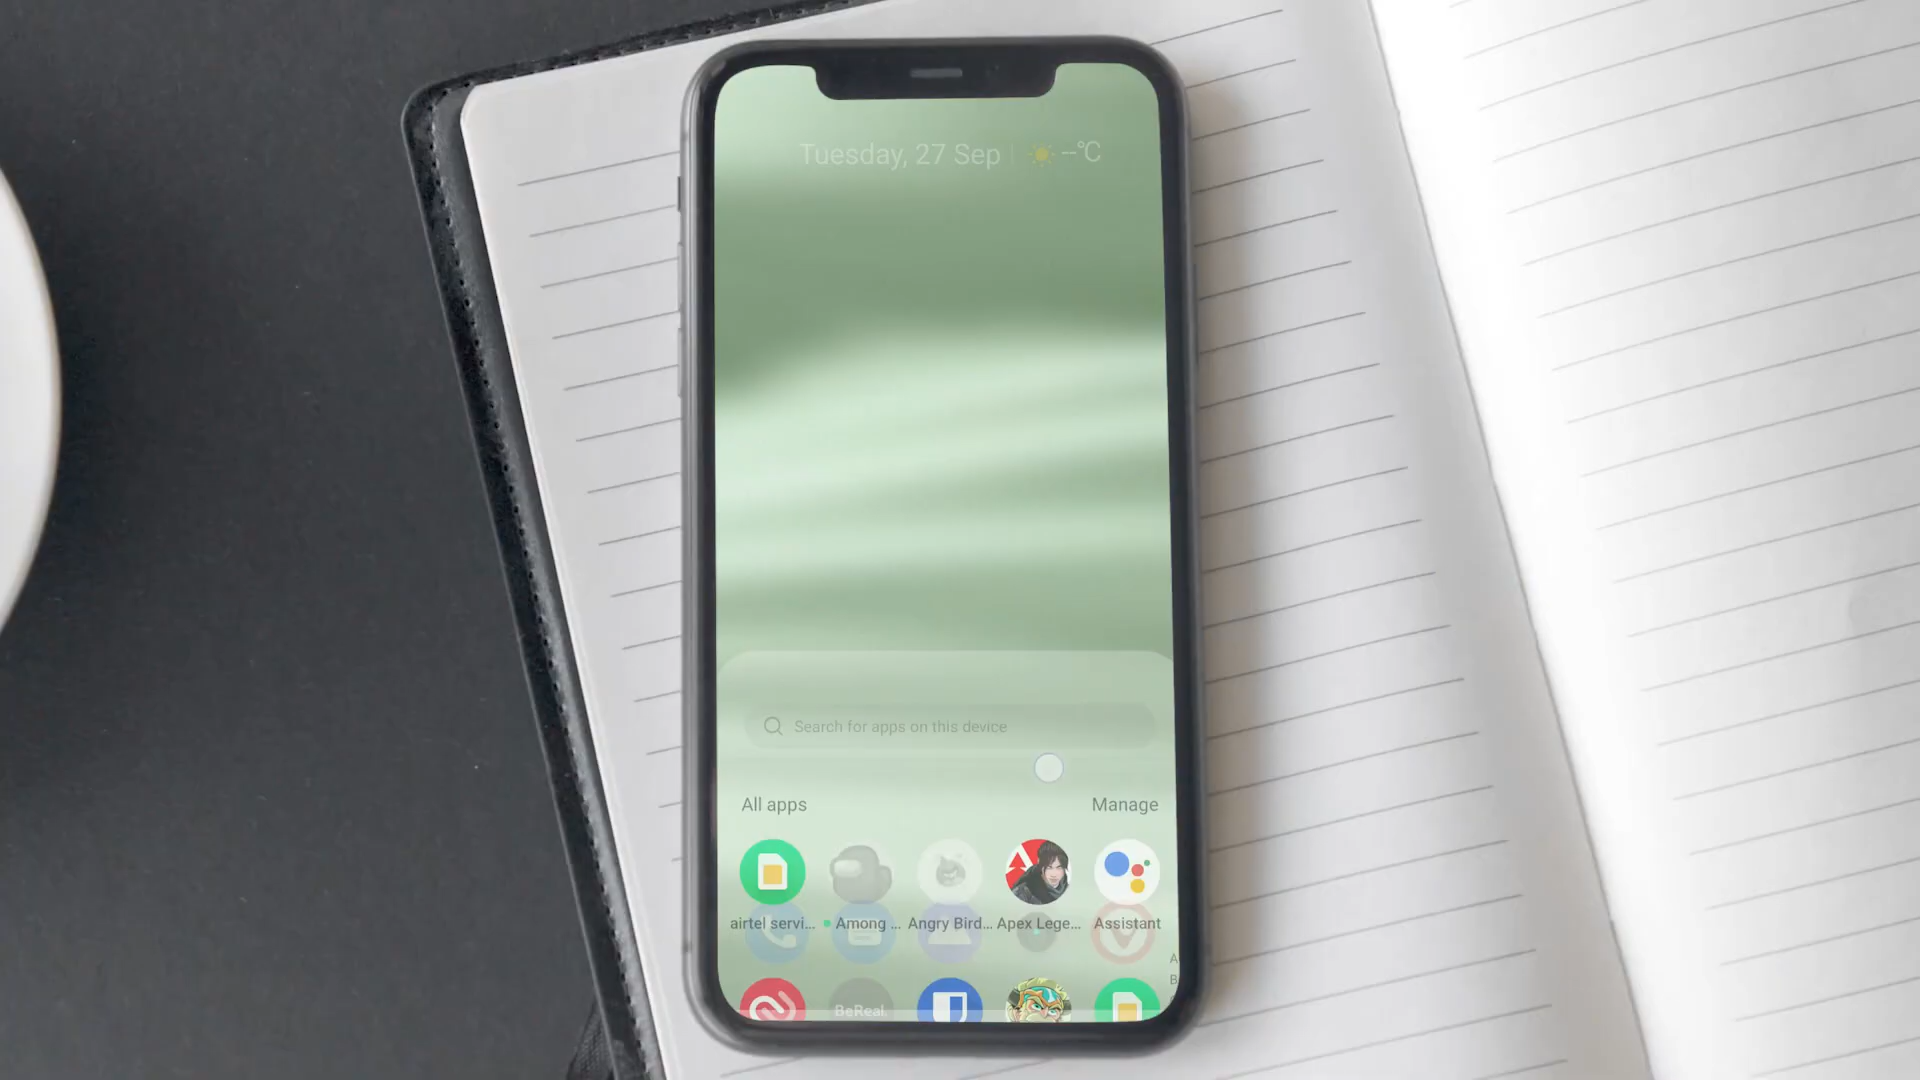 Tuesday, 27 Sep | --°C
Search for apps on this device
All apps
Manage
airtel servi...
Among ...
Angry Bird...
Apex Lege...
Assistant
BeReal.
A
B